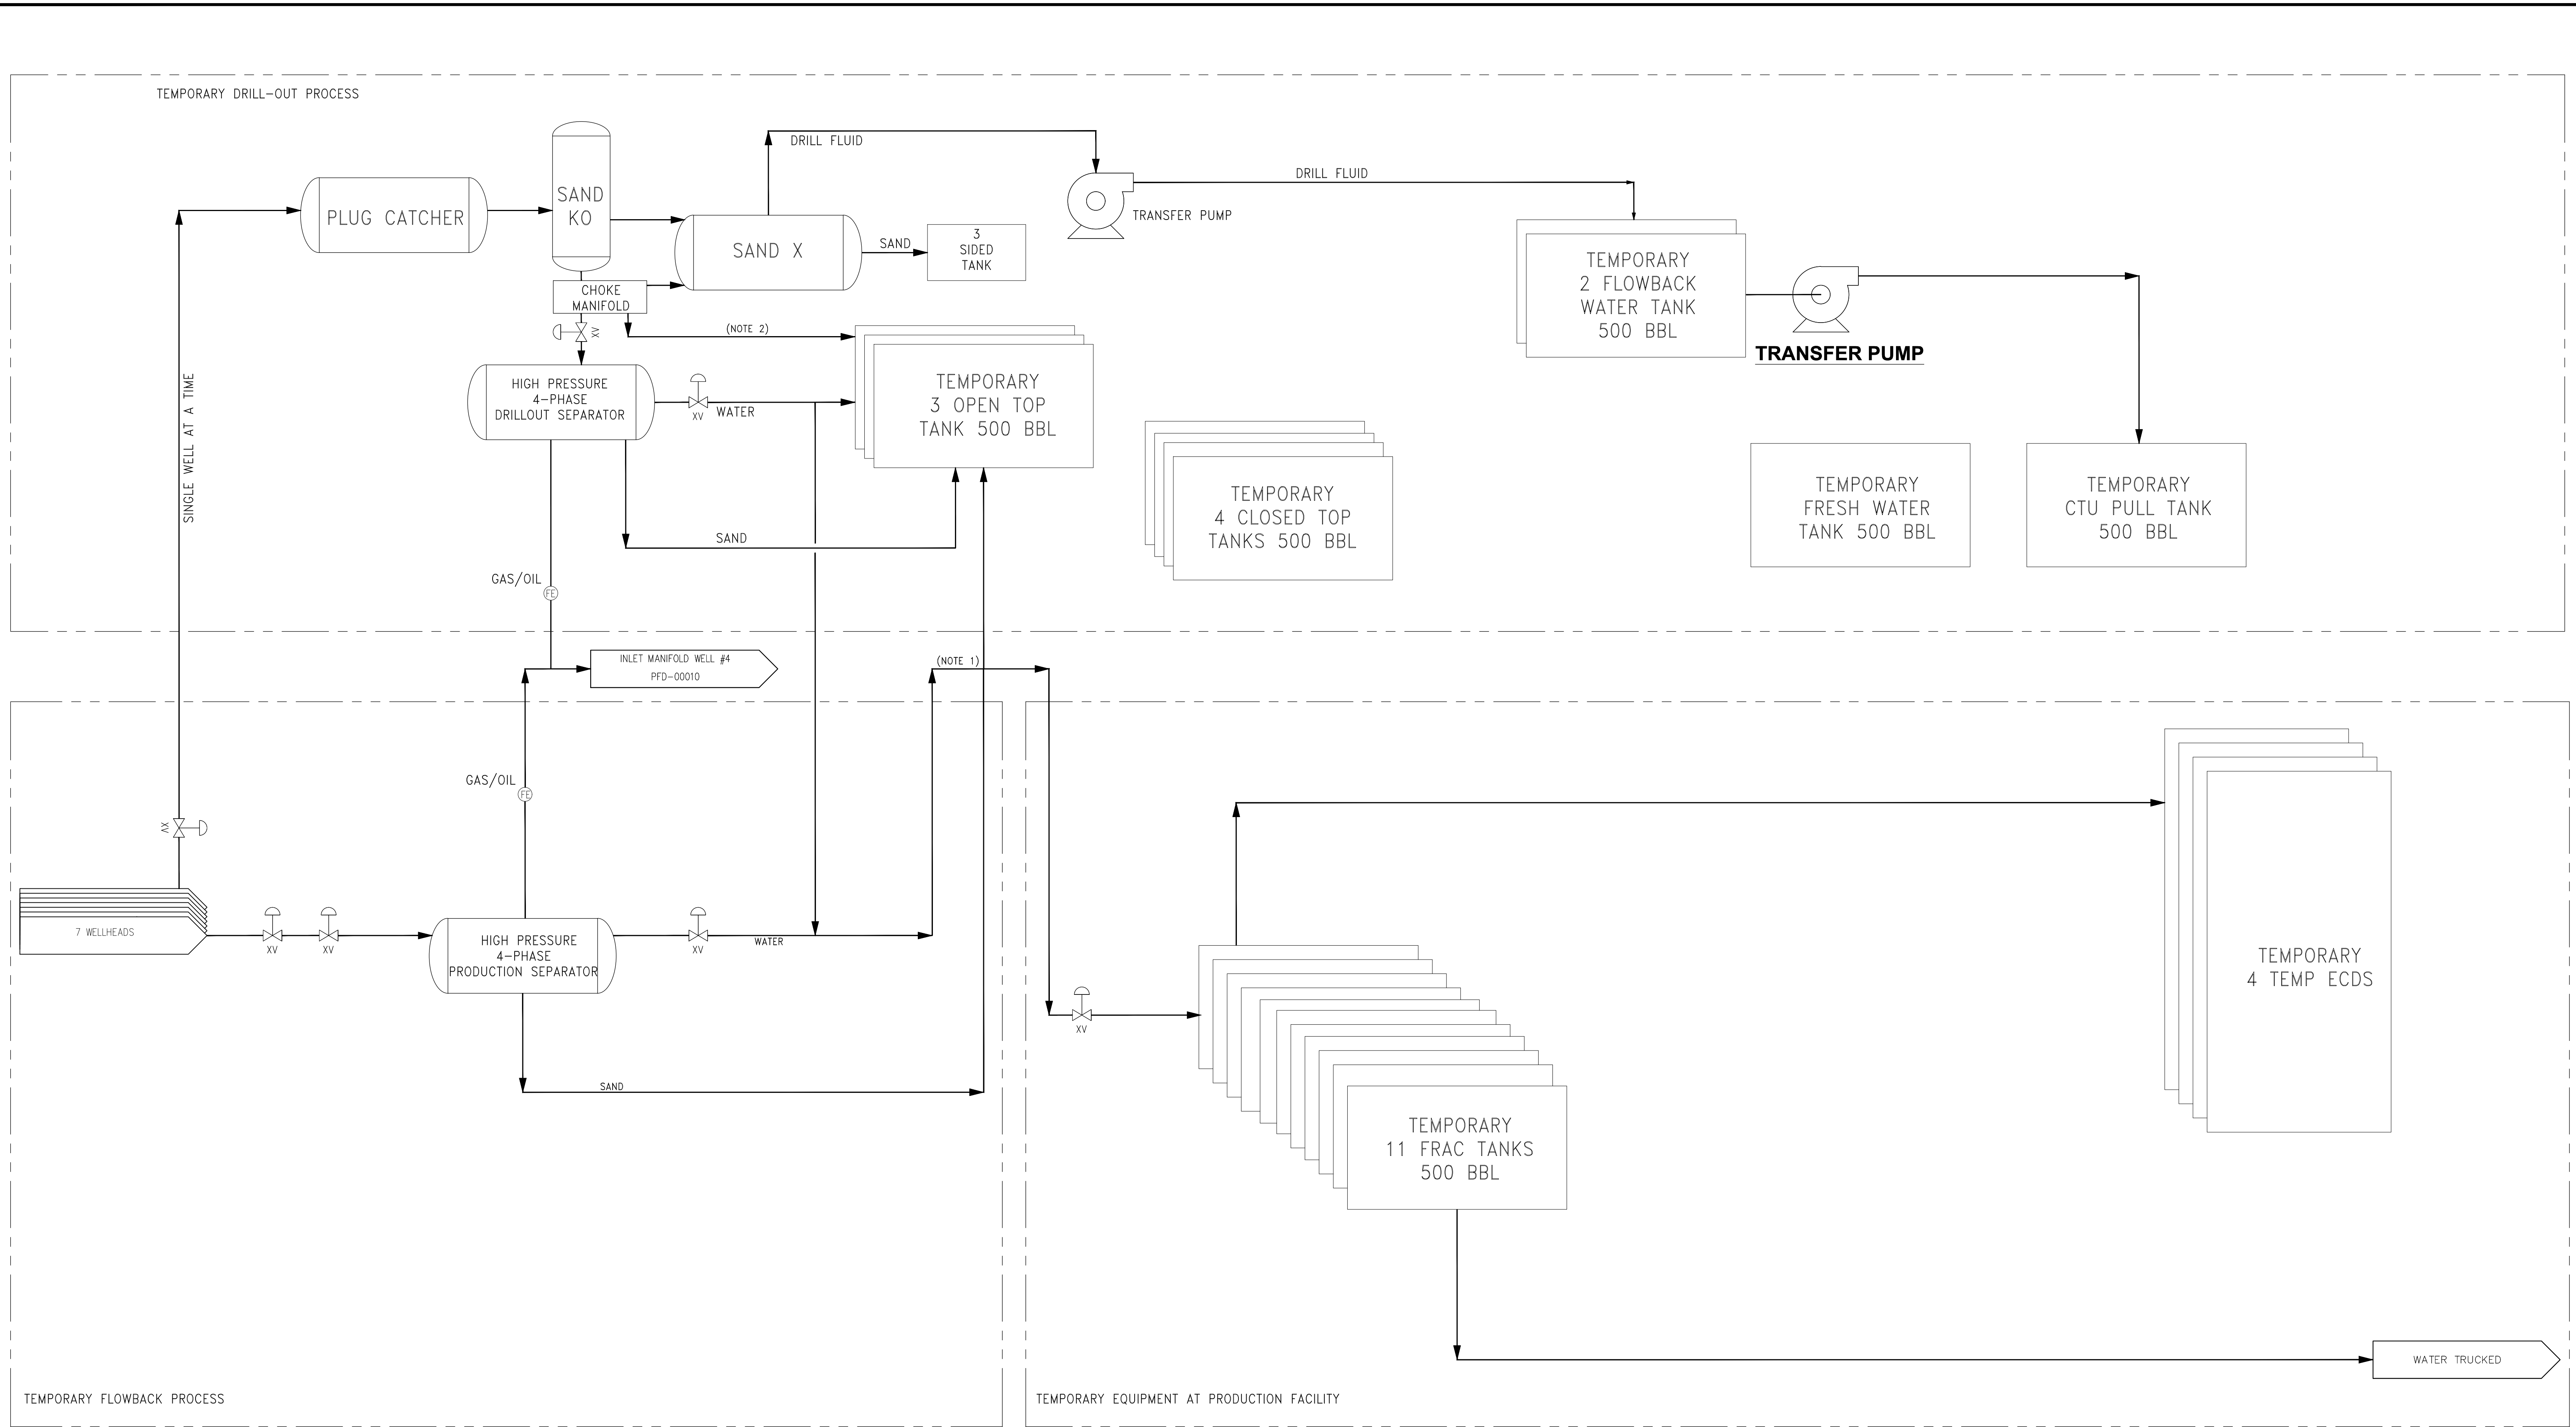 TEMPORARY DRILL-OUT PROCESS
DRILL FLUID
DRILL FLUID
SAND
KO
PLUG CATCHER
TRANSFER PUMP
SAND X
SAND
3
SIDED
TANK
CHOKE
MANIFOLD
TEMPORARY
2 FLOWBACK
WATER TANK
500 BBL
(NOTE 2)
XV
TRANSFER PUMP
SINGLE WELL AT A TIME
HIGH PRESSURE
4-PHASE
DRILLOUT SEPARATOR
XV
WATER
TEMPORARY
3 OPEN TOP
TANK 500 BBL
TEMPORARY
4 CLOSED TOP
TANKS 500 BBL
TEMPORARY
FRESH WATER
TANK 500 BBL
TEMPORARY
CTU PULL TANK
500 BBL
SAND
GAS/OIL
FE
INLET MANIFOLD WELL #4
PFD-00010
(NOTE 1)
GAS/OIL
FE
XV
7 WELLHEADS
XV
XV
HIGH PRESSURE
4-PHASE
PRODUCTION SEPARATOR
XV
WATER
XV
SAND
TEMPORARY
4 TEMP ECDS
TEMPORARY
11 FRAC TANKS
500 BBL
WATER TRUCKED
TEMPORARY FLOWBACK PROCESS
TEMPORARY EQUIPMENT AT PRODUCTION FACILITY